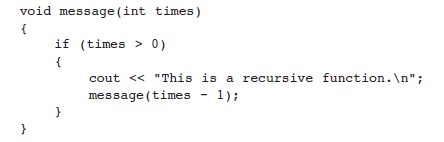 void message(int times)
{
if (times > 0)
{
cout << "This is a recursive function.\n";
message(times - 1);
}
}